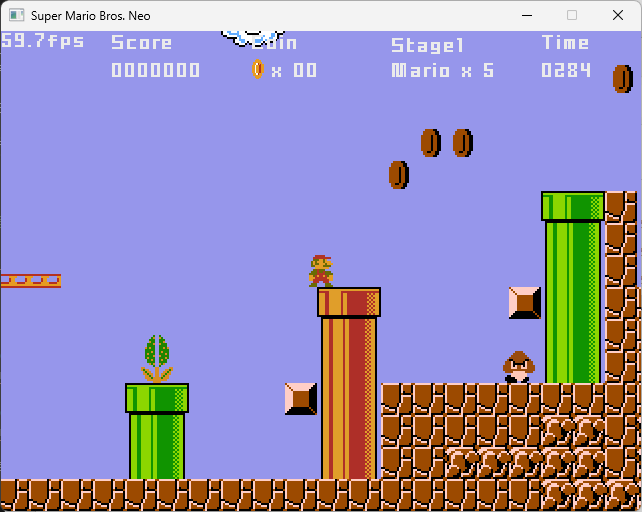 Super Mario Bros. Neo
59.7fps Score Stage1 Time
0000000 x 00 Mario x 5 0284